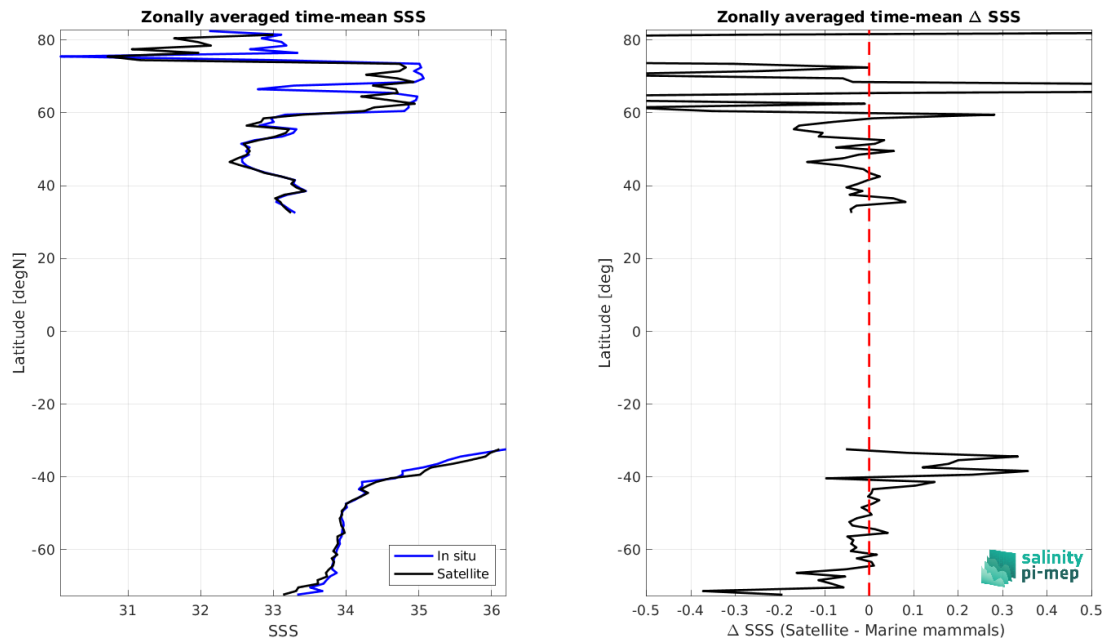 Zonally averaged time-mean SSS
80
60
40
20
0
-20
-40
-60
Latitude [degN]
31 32 33 34 35 36
SSS
In situ
Satellite
Zonally averaged time-mean Δ SSS
80
60
40
20
0
-20
-40
-60
Latitude [deg]
-0.5 -0.4 -0.3 -0.2 -0.1 0 0.1 0.2 0.3 0.4 0.5
Δ SSS (Satellite - Marine mammals)
salinity
pi-mep